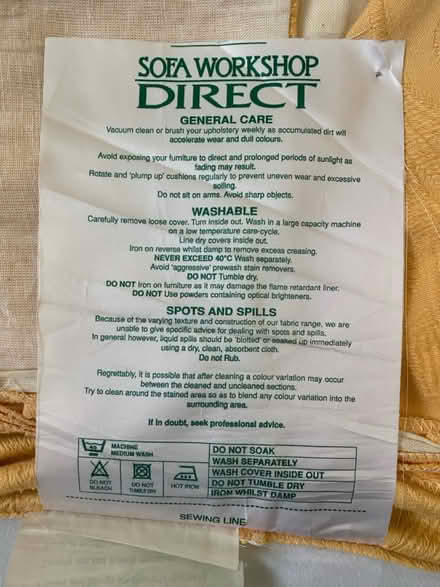 SOFA WORKSHOP
DIRECT
GENERAL CARE
Vacuum clean or brush your upholstery weekly as accumulated dirt will
accelerate wear and dull colours.
Avoid exposing your furniture to direct and prolonged periods of sunlight as
fading may result.
Rotate and 'plump up' cushions regularly to prevent uneven wear and excessive
soiling.
Do not sit on arms. Avoid sharp objects.
WASHABLE
Carefully remove loose cover. Turn inside out. Wash in a large capacity machine
on a low temperature care-cycle.
Line dry covers inside out.
Iron on reverse whilst damp to remove excess creasing.
NEVER EXCEED 40°C Wash separately.
Avoid 'aggressive' prewash stain removers.
DO NOT Tumble dry.
DO NOT Iron on furniture as it may damage the flame retardant liner.
DO NOT Use powders containing optical brighteners.
SPOTS AND SPILLS
Because of the varying texture and construction of our fabric range, we are
unable to give specific advice for dealing with spots and spills.
In general however, liquid spills should be 'blotted' or soaked up immediately
using a dry, clean, absorbent cloth.
Do not Rub.
Regrettably, it is possible that after cleaning a colour variation may occur
between the cleaned and uncleaned sections.
Try to clean around the stained area so as to blend any colour variation into the
surrounding area.
If in doubt, seek professional advice.
40 MACHINE
MEDIUM WASH
DO NOT
BLEACH
DO NOT
TUMBLE DRY
HOT IRON
DO NOT SOAK
WASH SEPARATELY
WASH COVER INSIDE OUT
DO NOT TUMBLE DRY
IRON WHILST DAMP
SEWING LINE